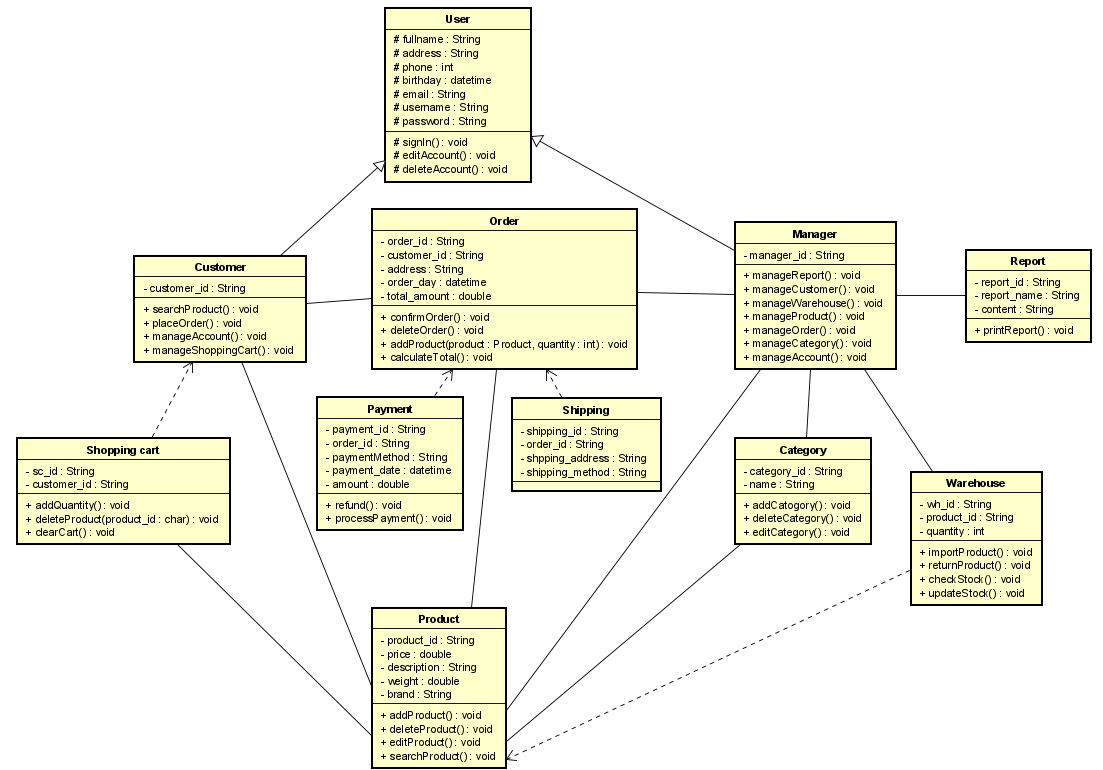 User
# fullname : String
# address : String
# phone : int
# birthday : datetime
# email : String
# username : String
# password : String
# signIn() : void
# editAccount() : void
# deleteAccount() : void
Order
- order_id : String
- customer_id : String
- address : String
- order_day : datetime
- total_amount : double
+ confirmOrder() : void
+ deleteOrder() : void
+ addProduct(product : Product, quantity : int) : void
+ calculateTotal() : void
Manager
- manager_id : String
+ manageReport() : void
+ manageCustomer() : void
+ manageWarehouse() : void
+ manageProduct() : void
+ manageOrder() : void
+ manageCategory() : void
+ manageAccount() : void
Report
- report_id : String
- report_name : String
- content : String
+ printReport() : void
Customer
- customer_id : String
+ searchProduct() : void
+ placeOrder() : void
+ manageAccount() : void
+ manageShoppingCart() : void
Payment
- payment_id : String
- order_id : String
- paymentMethod : String
- payment_date : datetime
- amount : double
+ refund() : void
+ processPayment() : void
Shipping
- shipping_id : String
- order_id : String
- shpping_address : String
- shipping_method : String
Shopping cart
- sc_id : String
- customer_id : String
+ addQuantity() : void
+ deleteProduct(product_id : char) : void
+ clearCart() : void
Category
- category_id : String
- name : String
+ addCatogory() : void
+ deleteCategory() : void
+ editCategory() : void
Warehouse
- wh_id : String
- product_id : String
- quantity : int
+ importProduct() : void
+ returnProduct() : void
+ checkStock() : void
+ updateStock() : void
Product
- product_id : String
- price : double
- description : String
- weight : double
- brand : String
+ addProduct() : void
+ deleteProduct() : void
+ editProduct() : void
+ searchProduct() : void